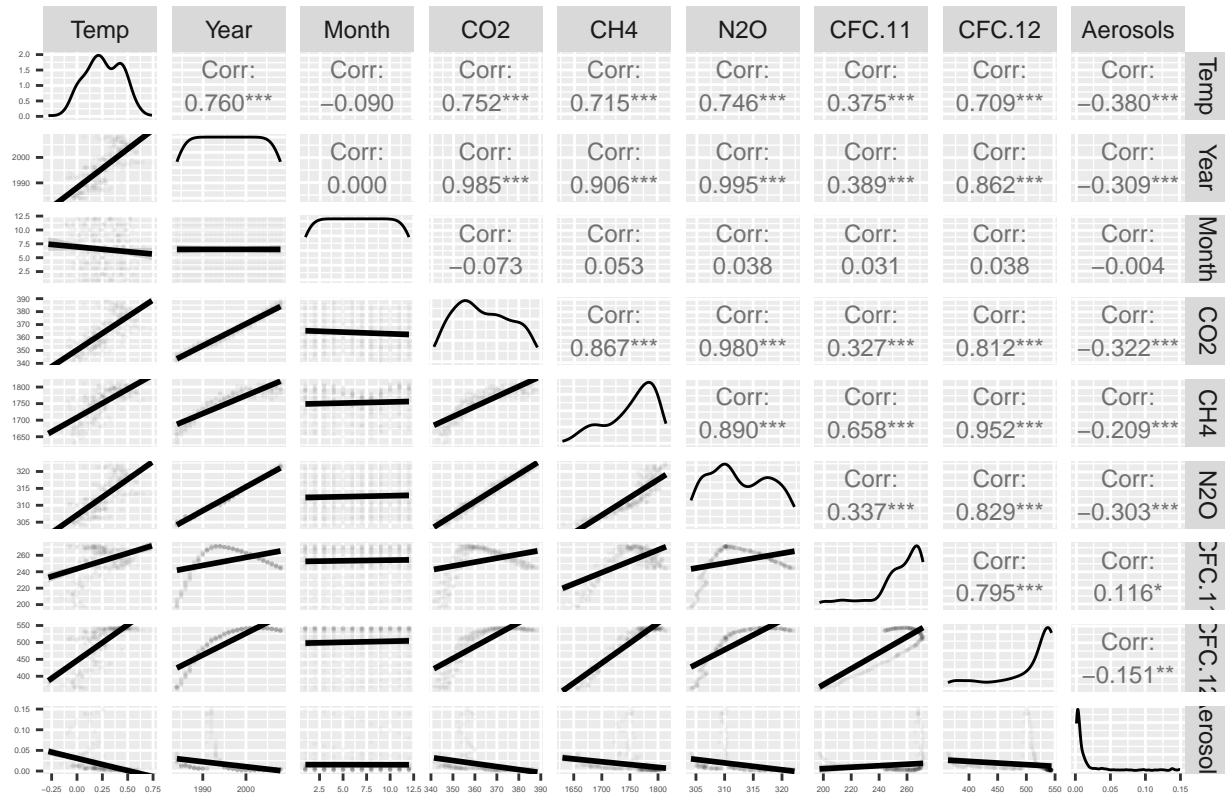 Temp Year Month CO2 CH4 N2O CFC.11 CFC.12 Aerosols
2.0
1.5
1.0
0.5
0.0
Corr: Corr: Corr: Corr: Corr: Corr: Corr: Corr:
0.760*** −0.090 0.752*** 0.715*** 0.746*** 0.375*** 0.709*** −0.380***
Temp
2000
1990
Corr: Corr: Corr: Corr: Corr: Corr: Corr:
0.000 0.985*** 0.906*** 0.995*** 0.389*** 0.862*** −0.309***
Year
12.5
10.0
7.5
5.0
2.5
Corr: Corr: Corr: Corr: Corr: Corr:
−0.073 0.053 0.038 0.031 0.038 −0.004
Month
390
380
370
360
350
340
Corr: Corr: Corr: Corr: Corr:
0.867*** 0.980*** 0.327*** 0.812*** −0.322***
CO2
1800
1750
1700
1650
Corr: Corr: Corr: Corr:
0.890*** 0.658*** 0.952*** −0.209***
CH4
320
315
310
305
Corr: Corr: Corr:
0.337*** 0.829*** −0.303***
N2O
260
240
220
200
Corr: Corr:
0.795*** 0.116*
CFC.11
550
500
450
400
Corr:
−0.151**
CFC.12
0.15
0.10
0.05
0.00
erosol
−0.25 0.00 0.25 0.50 0.75 1990 2000 2.5 5.0 7.5 10.0 12.5 340 350 360 370 380 390 1650 1700 1750 1800 305 310 315 320 200 220 240 260 400 450 500 550 0.00 0.05 0.10 0.15